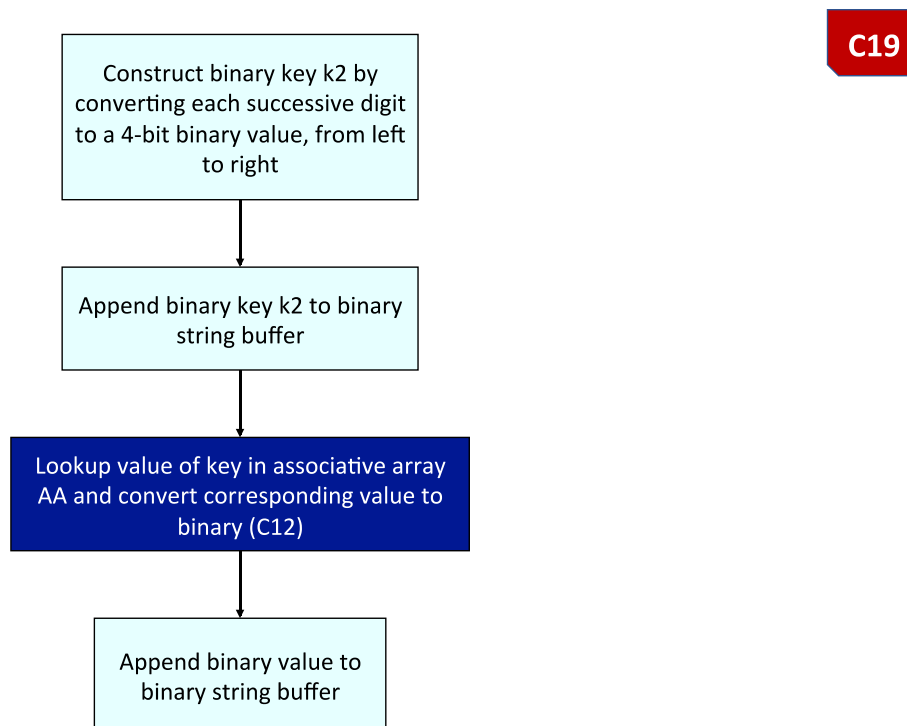 C19
Construct binary key k2 by
converting each successive digit
to a 4-bit binary value, from left
to right
Append binary key k2 to binary
string buffer
Lookup value of key in associative array
AA and convert corresponding value to
binary (C12)
Append binary value to
binary string buffer